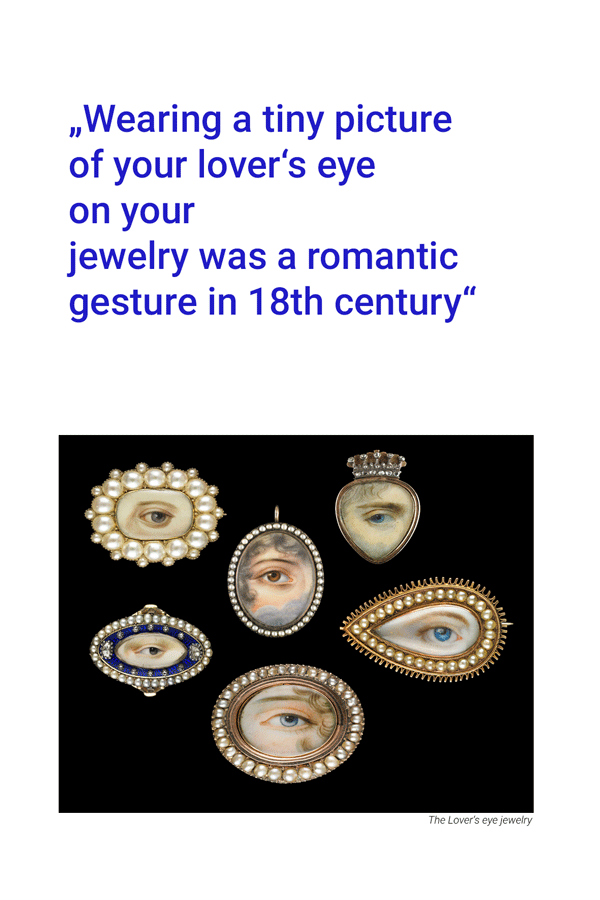 „Wearing a tiny picture
of your lover‘s eye
on your
jewelry was a romantic
gesture in 18th century“
The Lover's eye jewelry